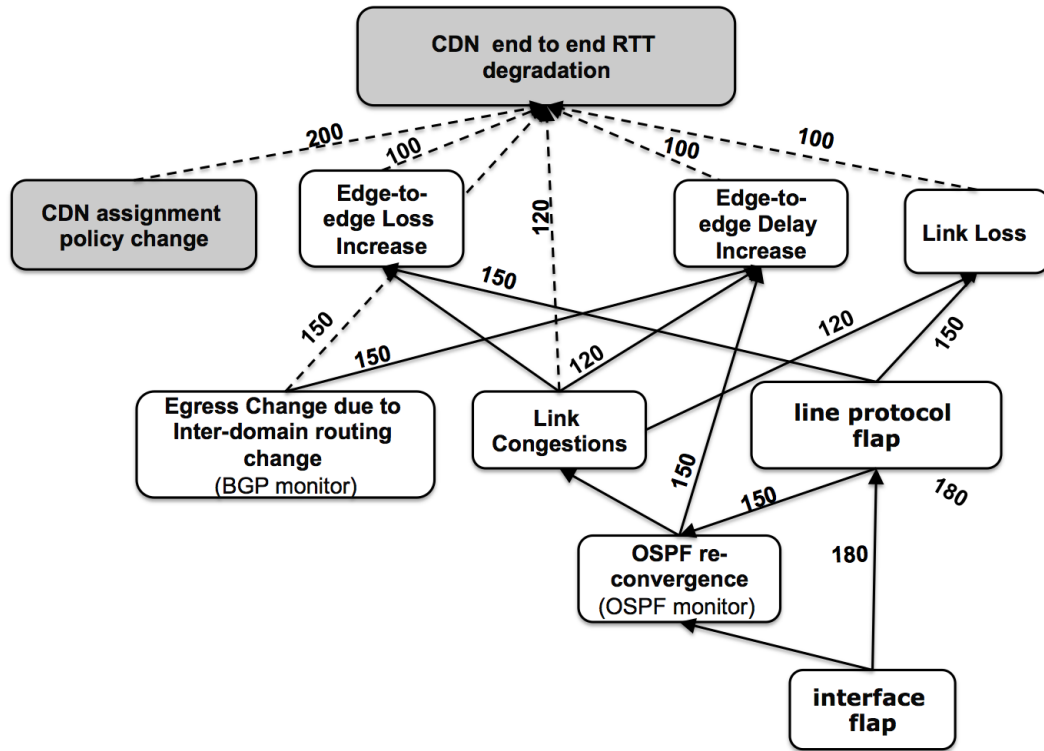 CDN end to end RTT
degradation
200
100
100
100
CDN assignment
policy change
Edge-to-
edge Loss
Increase
120
Edge-to-
edge Delay
Increase
Link Loss
150
150
150
120
120
150
Egress Change due to
Inter-domain routing
change
(BGP monitor)
Link
Congestions
line protocol
flap
150
150
180
OSPF re-
convergence
(OSPF monitor)
180
interface
flap